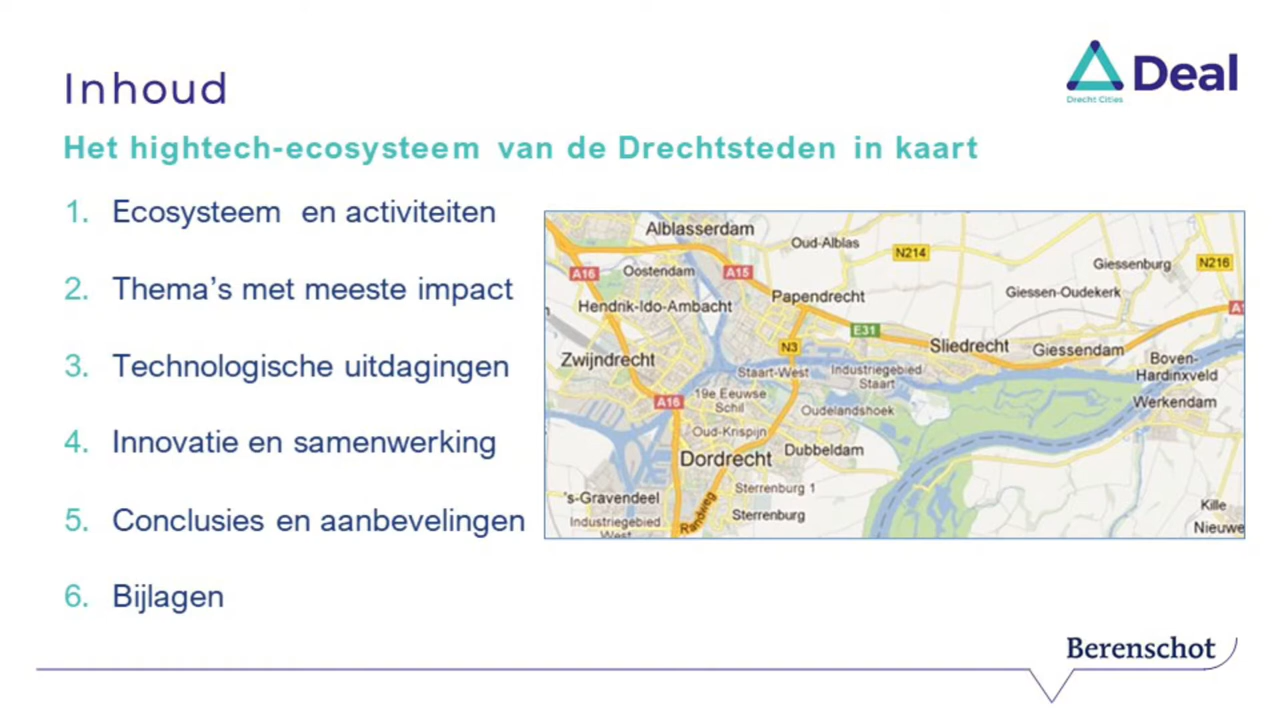 Inhoud
Deal
Drecht Cities
Het hightech-ecosysteem van de Drechtsteden in kaart
1. Ecosysteem en activiteiten
2. Thema's met meeste impact
3. Technologische uitdagingen
4. Innovatie en samenwerking
5. Conclusies en aanbevelingen
6. Bijlagen
Alblasserdam
Oud-Alblas
N214
Giessenburg
N216
A16
Oostendam
A15
Hendrik-Ido-Ambacht
Papendrecht
Giessen-Oudekerk
E31
N3
Sliedrecht
Giessendam
Zwijndrecht
Staart-West
Industriegebied
Staart
Boven-
Hardinxveld
A16
19e Eeuwse
Schil
Oudelandshoek
Werkendam
Oud-Krispijn
Dordrecht
Dubbeldam
's-Gravendeel
Sterrenburg 1
Industriegebied
West
Randweg
Sterrenburg
Kille
Nieuwe
Berenschot